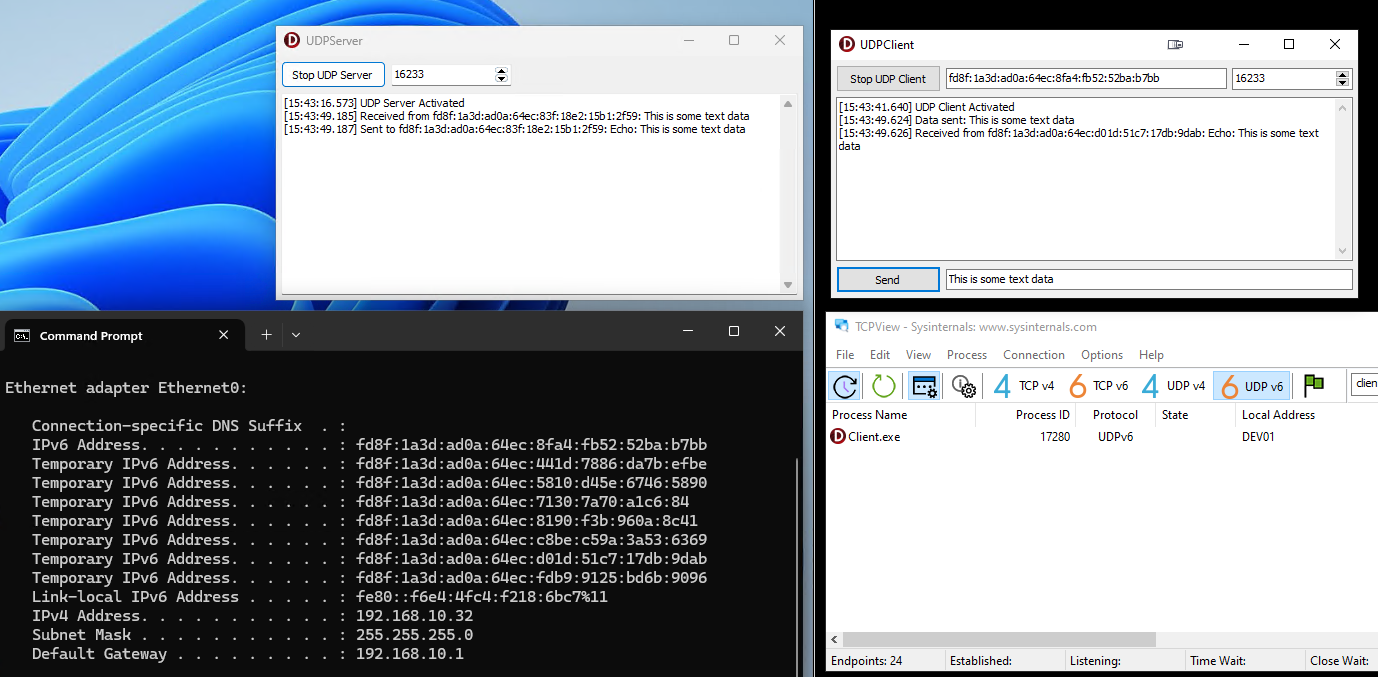 UDPServer
Stop UDP Server 16233
[15:43:16.573] UDP Server Activated
[15:43:49.185] Received from fd8f:1a3d:ad0a:64ec:83f:18e2:15b1:2f59: This is some text data
[15:43:49.187] Sent to fd8f:1a3d:ad0a:64ec:83f:18e2:15b1:2f59: Echo: This is some text data
UDPClient
Stop UDP Client fd8f:1a3d:ad0a:64ec:8fa4:fb52:52ba:b7bb 16233
[15:43:41.640] UDP Client Activated
[15:43:49.624] Data sent: This is some text data
[15:43:49.626] Received from fd8f:1a3d:ad0a:64ec:d01d:51c7:17db:9dab: Echo: This is some text
data
Send This is some text data
Command Prompt
Ethernet adapter Ethernet0:
Connection-specific DNS Suffix . :
IPv6 Address. . . . . . . . . . . : fd8f:1a3d:ad0a:64ec:8fa4:fb52:52ba:b7bb
Temporary IPv6 Address. . . . . . : fd8f:1a3d:ad0a:64ec:441d:7886:da7b:efbe
Temporary IPv6 Address. . . . . . : fd8f:1a3d:ad0a:64ec:5810:d45e:6746:5890
Temporary IPv6 Address. . . . . . : fd8f:1a3d:ad0a:64ec:7130:7a70:a1c6:84
Temporary IPv6 Address. . . . . . : fd8f:1a3d:ad0a:64ec:8190:f3b:960a:8c41
Temporary IPv6 Address. . . . . . : fd8f:1a3d:ad0a:64ec:c8be:c59a:3a53:6369
Temporary IPv6 Address. . . . . . : fd8f:1a3d:ad0a:64ec:d01d:51c7:17db:9dab
Temporary IPv6 Address. . . . . . : fd8f:1a3d:ad0a:64ec:fdb9:9125:bd6b:9096
Link-local IPv6 Address . . . . . : fe80::f6e4:4fc4:f218:6bc7%11
IPv4 Address. . . . . . . . . . . : 192.168.10.32
Subnet Mask . . . . . . . . . . . : 255.255.255.0
Default Gateway . . . . . . . . . : 192.168.10.1
TCPView - Sysinternals: www.sysinternals.com
File Edit View Process Connection Options Help
4 TCP v4 6 TCP v6 4 UDP v4 6 UDP v6 clien
Process Name Process ID Protocol State Local Address
Client.exe 17280 UDPv6 DEV01
Endpoints: 24 Established: Listening: Time Wait: Close Wait: